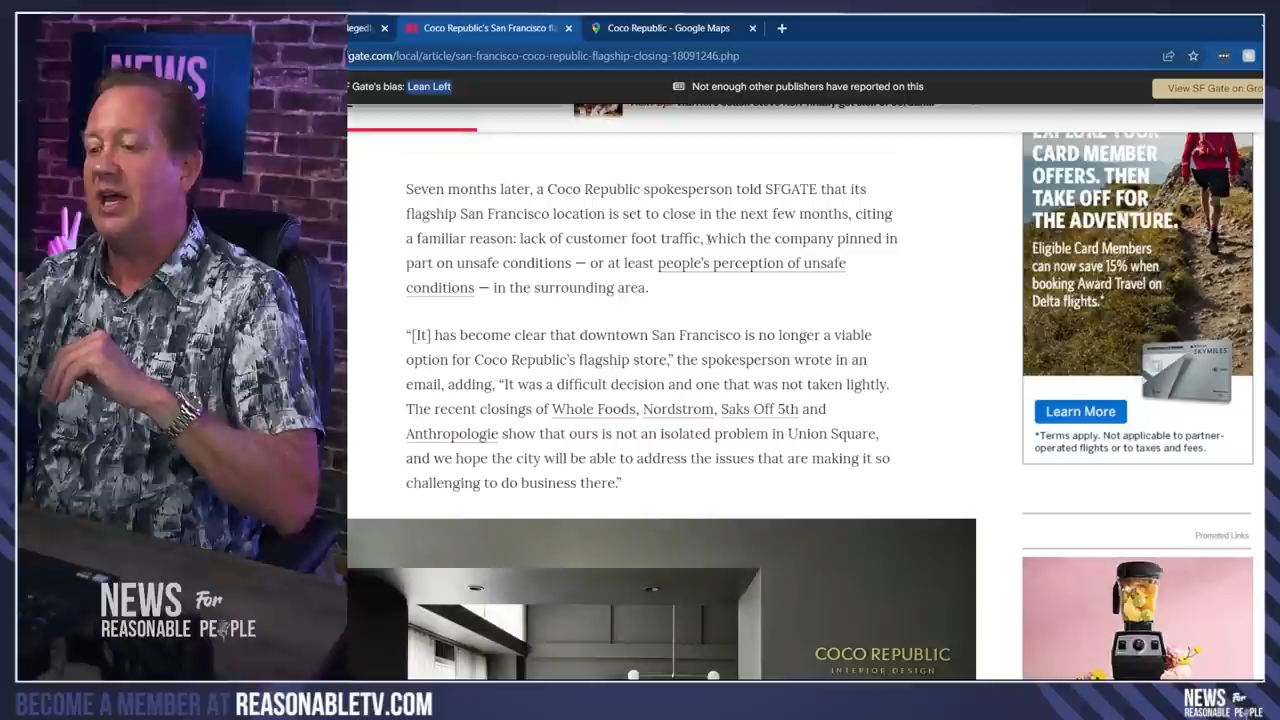 NEWS
Coco Republic's San Francisco fl
Coco Republic - Google Maps
gate.com/local/article/san-francisco-coco-republic-flagship-closing-18091246.php
Gate's bias: Lean Left
Not enough other publishers have reported on this
View SF Gate on Gro
Seven months later, a Coco Republic spokesperson told SFGATE that its
flagship San Francisco location is set to close in the next few months, citing
a familiar reason: lack of customer foot traffic, which the company pinned in
part on unsafe conditions — or at least people's perception of unsafe
conditions — in the surrounding area.
“[It] has become clear that downtown San Francisco is no longer a viable
option for Coco Republic's flagship store,” the spokesperson wrote in an
email, adding, “It was a difficult decision and one that was not taken lightly.
The recent closings of Whole Foods, Nordstrom, Saks Off 5th and
Anthropologie show that ours is not an isolated problem in Union Square,
and we hope the city will be able to address the issues that are making it so
challenging to do business there.”
COCO REPUBLIC
INTERIOR DESIGN
EXPLORE YOUR
CARD MEMBER
OFFERS. THEN
TAKE OFF FOR
THE ADVENTURE.
Eligible Card Members
can now save 15% when
booking Award Travel on
Delta flights.*
SKYMILES
Learn More
*Terms apply. Not applicable to partner-
operated flights or to taxes and fees.
Promoted Links
NEWS For
REASONABLE PEOPLE
BECOME A MEMBER AT REASONABLETV.COM
NEWS For
REASONABLE PEOPLE